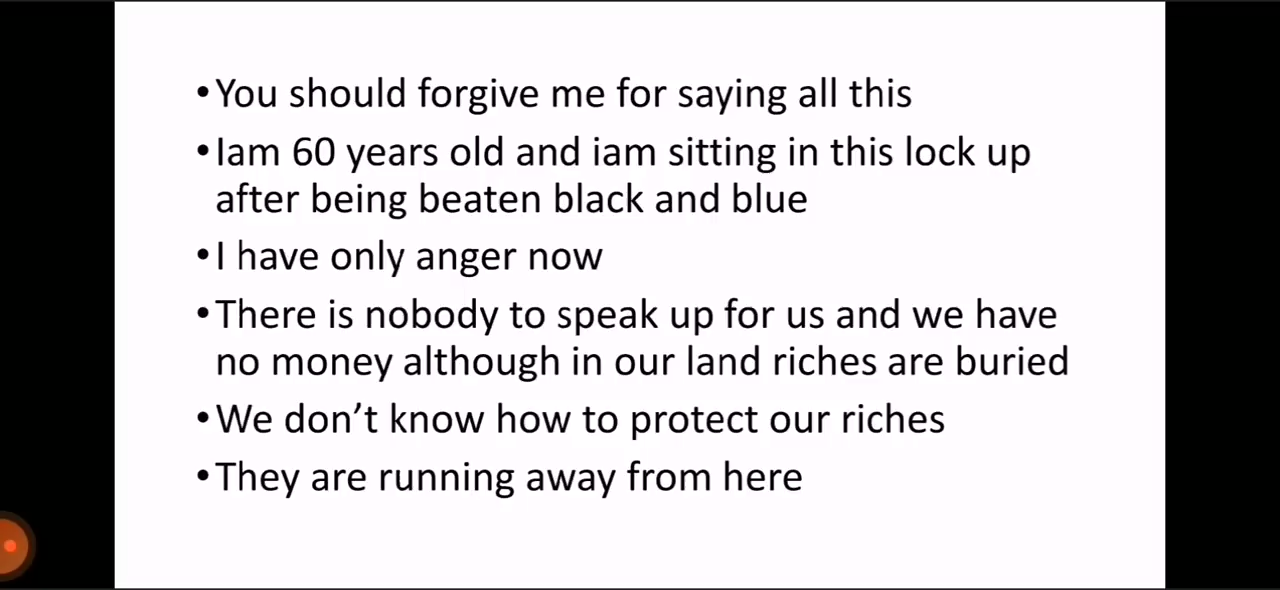 •You should forgive me for saying all this
•Iam 60 years old and iam sitting in this lock up
after being beaten black and blue
•I have only anger now
•There is nobody to speak up for us and we have
no money although in our land riches are buried
•We don’t know how to protect our riches
•They are running away from here